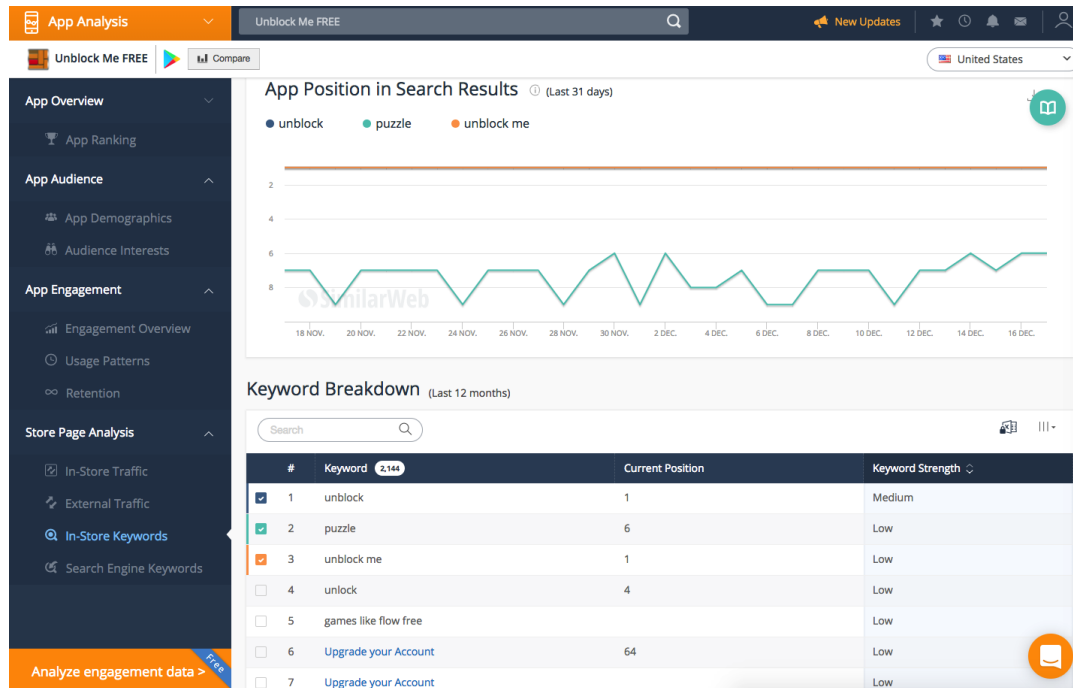 App Analysis
Unblock Me FREE
New Updates
Unblock Me FREE
Compare
United States
App Overview
App Ranking
App Audience
App Demographics
Audience Interests
App Engagement
Engagement Overview
Usage Patterns
Retention
Store Page Analysis
In-Store Traffic
External Traffic
In-Store Keywords
Search Engine Keywords
Analyze engagement data >
Free
App Position in Search Results (Last 31 days)
unblock puzzle unblock me
2
4
6
8
SimilarWeb
18 NOV. 20 NOV. 22 NOV. 24 NOV. 26 NOV. 28 NOV. 30 NOV. 2 DEC. 4 DEC. 6 DEC. 8 DEC. 10 DEC. 12 DEC. 14 DEC. 16 DEC.
Keyword Breakdown (Last 12 months)
Search
# Keyword 2,144 Current Position Keyword Strength
1 unblock 1 Medium
2 puzzle 6 Low
3 unblock me 1 Low
4 unlock 4 Low
5 games like flow free Low
6 Upgrade your Account 64 Low
7 Upgrade your Account Low